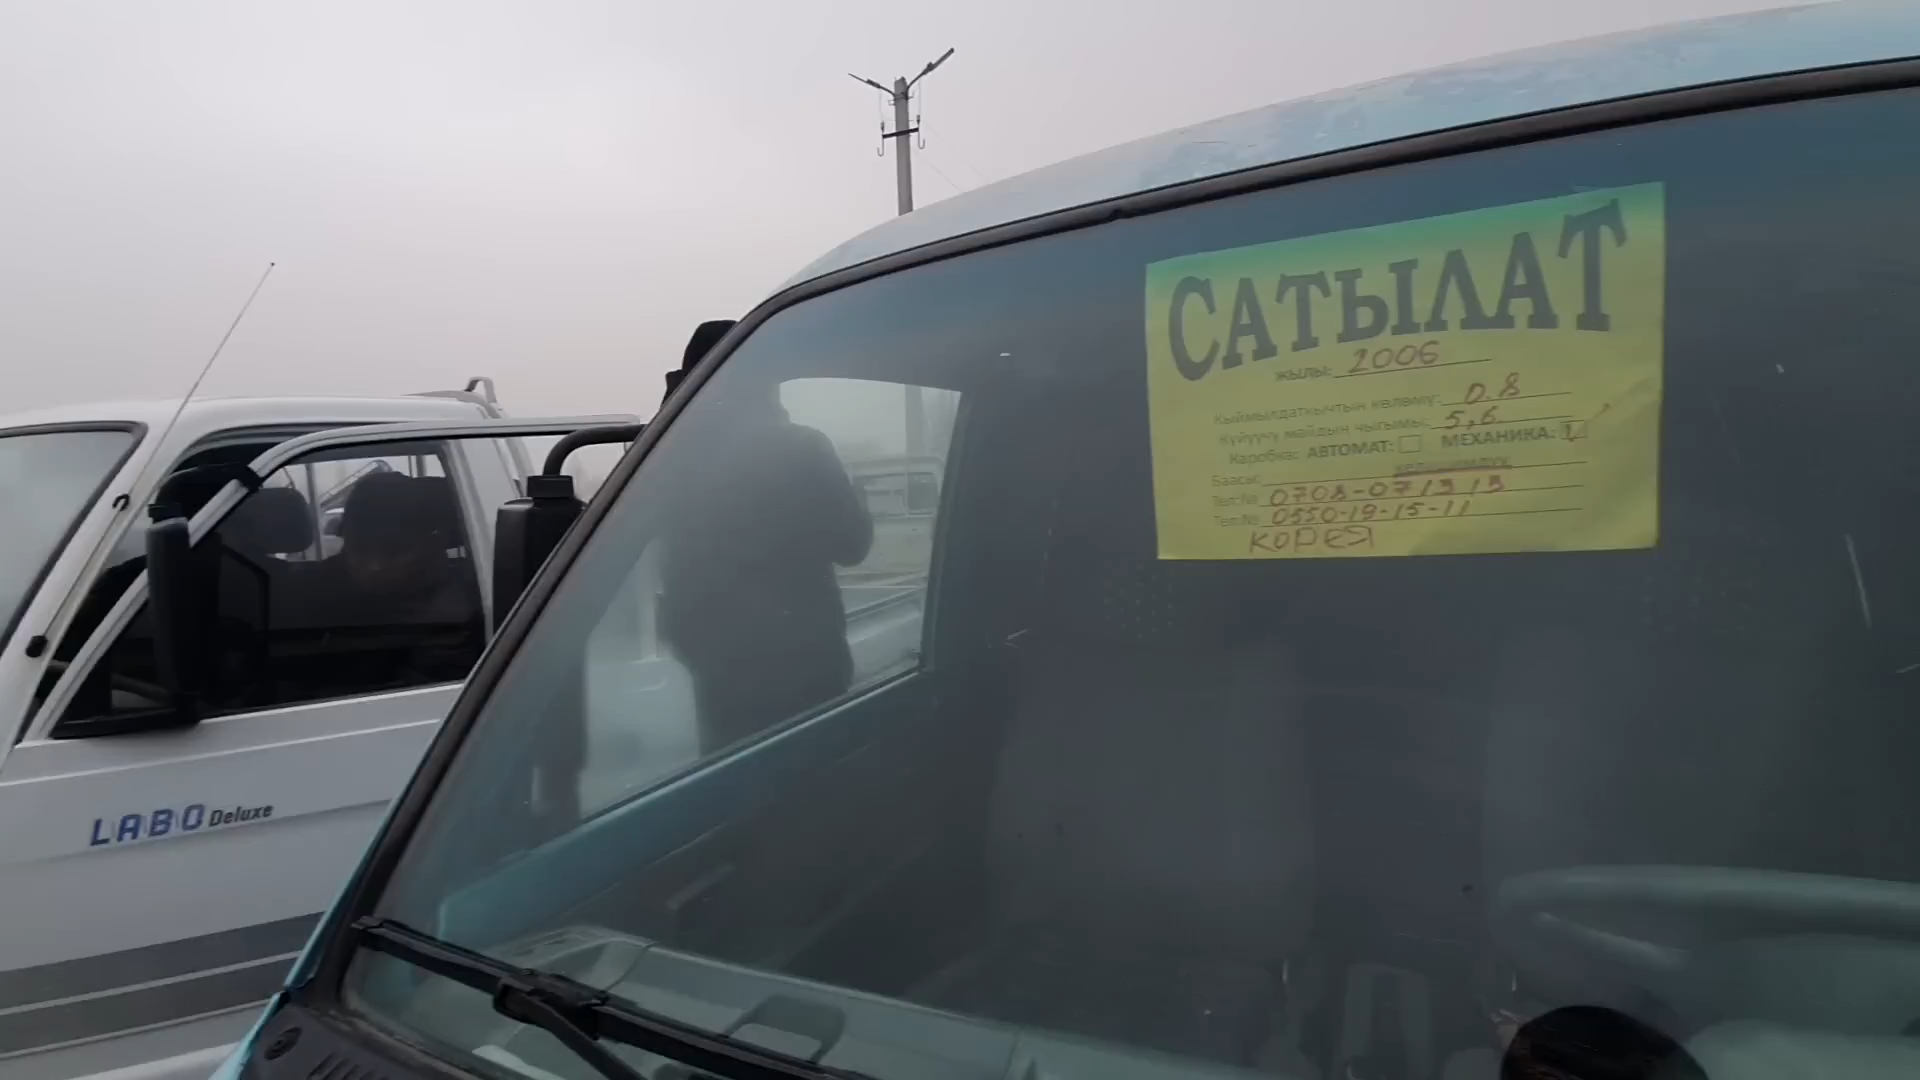 САТЫЛАТ
жылы: 2006
Кыймылдаткычтын көлөмү: 0.8
Күйүүчү майдын чыгымы: 5,6
Каробка: АВТОМАТ: МЕХАНИКА:
Баасы:
Тел:№ 0708-071313
Тел:№ 0550-19-15-11
КОРЕЯ
LABO Deluxe